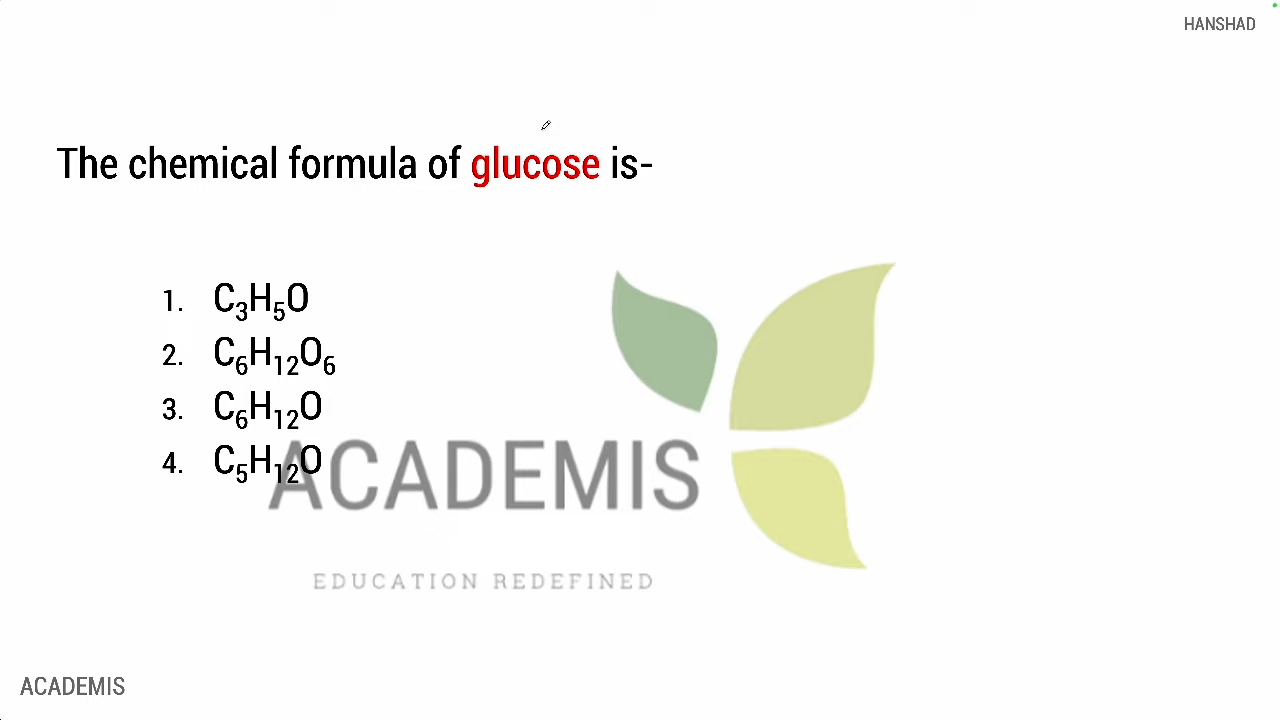 HANSHAD
The chemical formula of glucose is-
1. C₃H₅O
2. C₆H₁₂O₆
3. C₆H₁₂O
4. C₅H₁₂O
ACADEMIS
EDUCATION REDEFINED
ACADEMIS